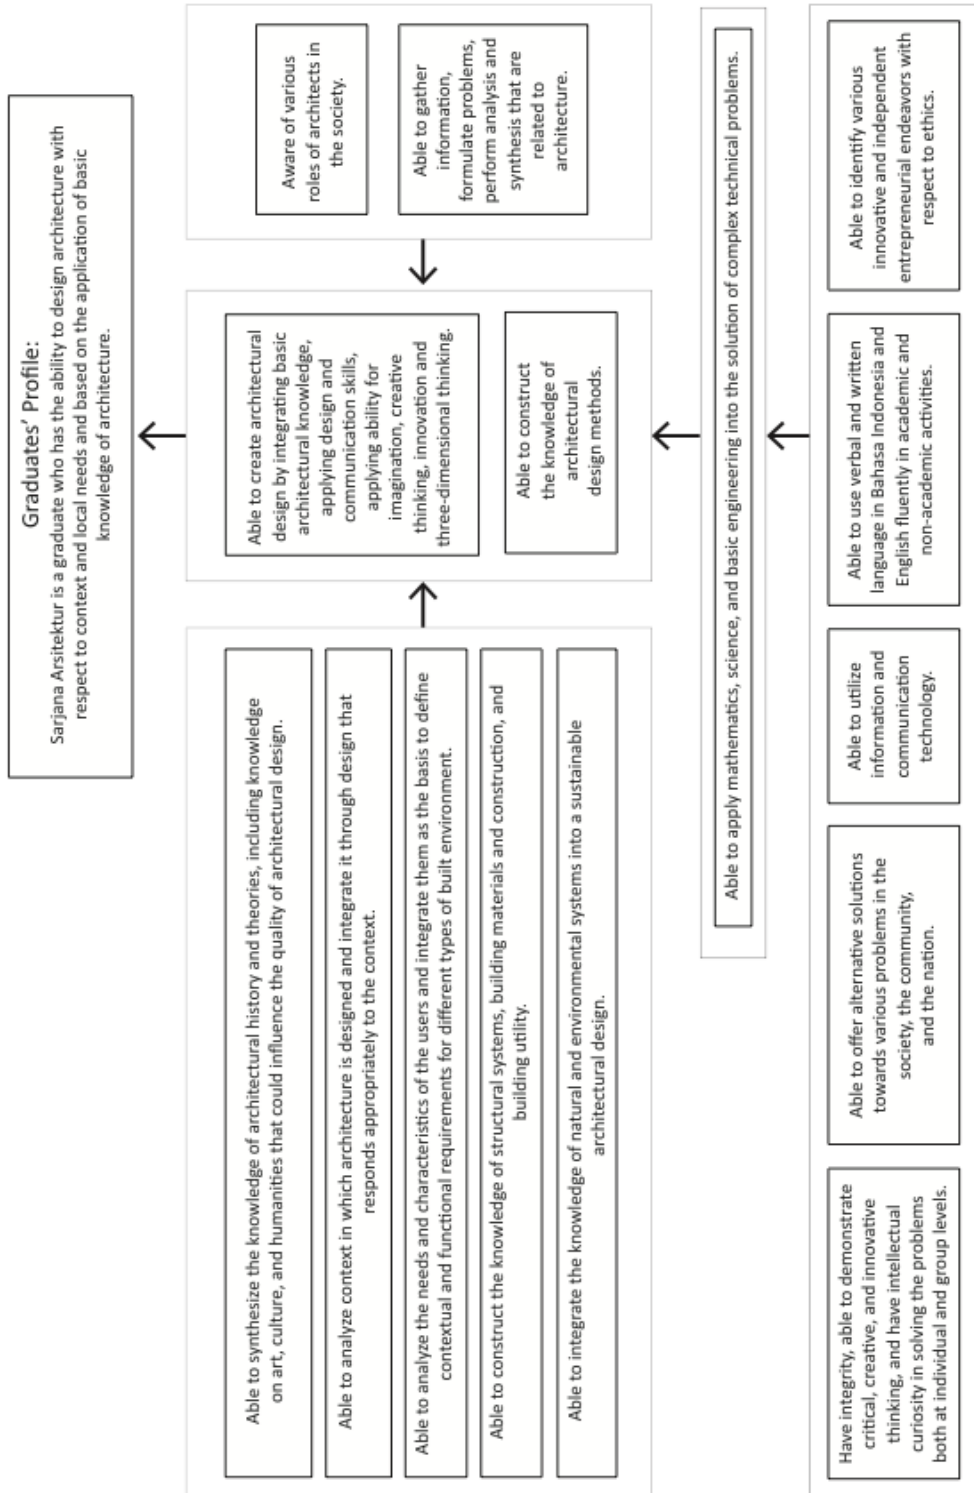 Graduates' Profile:
Sarjana Arsitektur is a graduate who has the ability to design architecture with
respect to context and local needs and based on the application of basic
knowledge of architecture.
Able to synthesize the knowledge of architectural history and theories, including knowledge
on art, culture, and humanities that could influence the quality of architectural design.
Able to analyze context in which architecture is designed and integrate it through design that
responds appropriately to the context.
Able to analyze the needs and characteristics of the users and integrate them as the basis to define
contextual and functional requirements for different types of built environment.
Able to construct the knowledge of structural systems, building materials and construction, and
building utility.
Able to integrate the knowledge of natural and environmental systems into a sustainable
architectural design.
Able to create architectural
design by integrating basic
architectural knowledge,
applying design and
communication skills,
applying ability for
imagination, creative
thinking, innovation and
three-dimensional thinking.
Able to construct
the knowledge of
architectural
design methods.
Aware of various
roles of architects in
the society.
Able to gather
information,
formulate problems,
perform analysis and
synthesis that are
related to
architecture.
Able to apply mathematics, science, and basic engineering into the solution of complex technical problems.
Have integrity, able to demonstrate
critical, creative, and innovative
thinking, and have intellectual
curiosity in solving the problems
both at individual and group levels.
Able to offer alternative solutions
towards various problems in the
society, the community,
and the nation.
Able to utilize
information and
communication
technology.
Able to use verbal and written
language in Bahasa Indonesia and
English fluently in academic and
non-academic activities.
Able to identify various
innovative and independent
entrepreneurial endeavors with
respect to ethics.